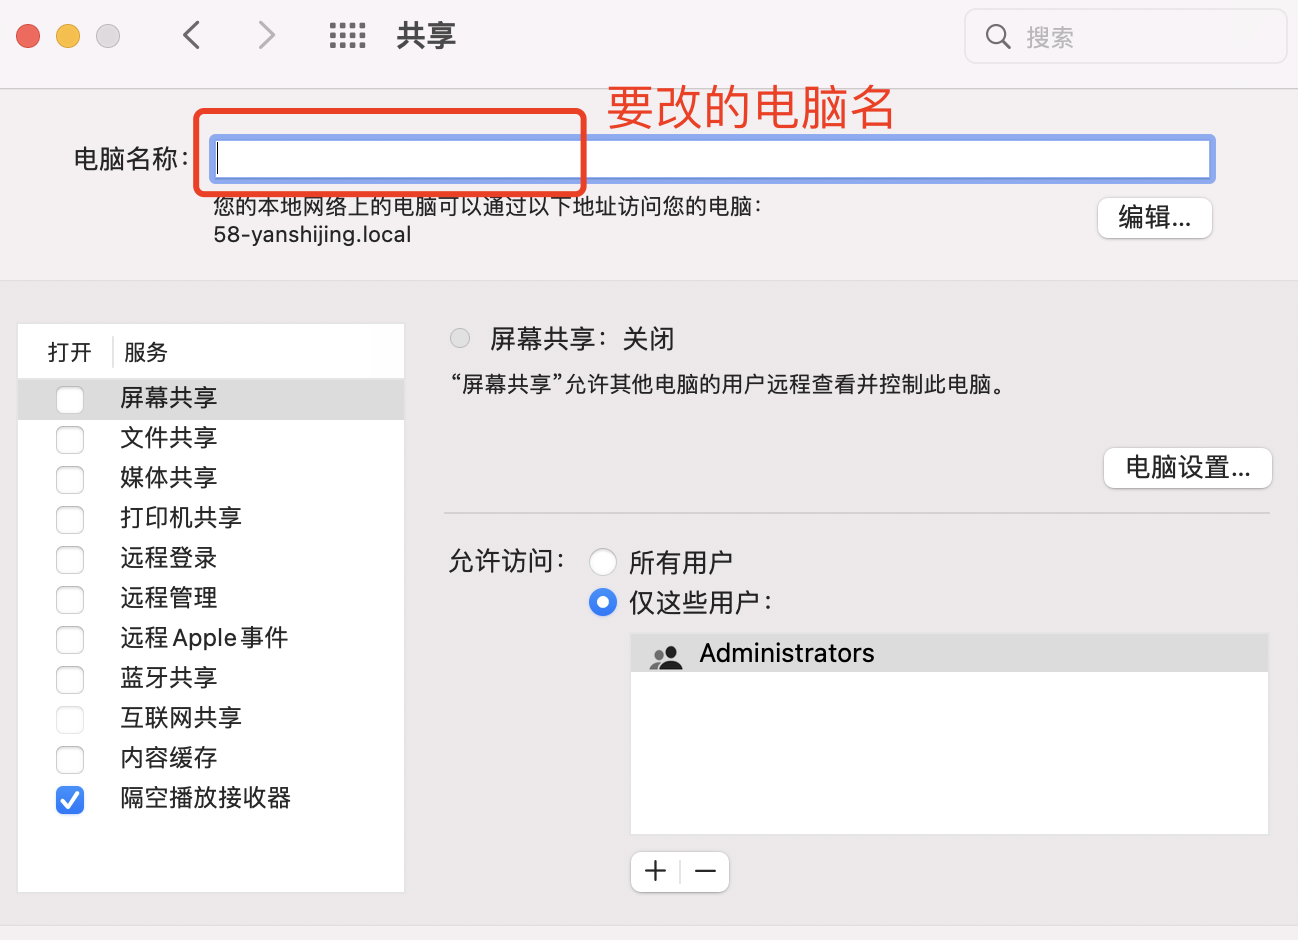 共享
搜索
要改的电脑名
电脑名称：
您的本地网络上的电脑可以通过以下地址访问您的电脑：
58-yanshijing.local
编辑...
打开 服务
屏幕共享
文件共享
媒体共享
打印机共享
远程登录
远程管理
远程Apple事件
蓝牙共享
互联网共享
内容缓存
隔空播放接收器
屏幕共享：关闭
“屏幕共享”允许其他电脑的用户远程查看并控制此电脑。
电脑设置...
允许访问：
所有用户
仅这些用户：
Administrators